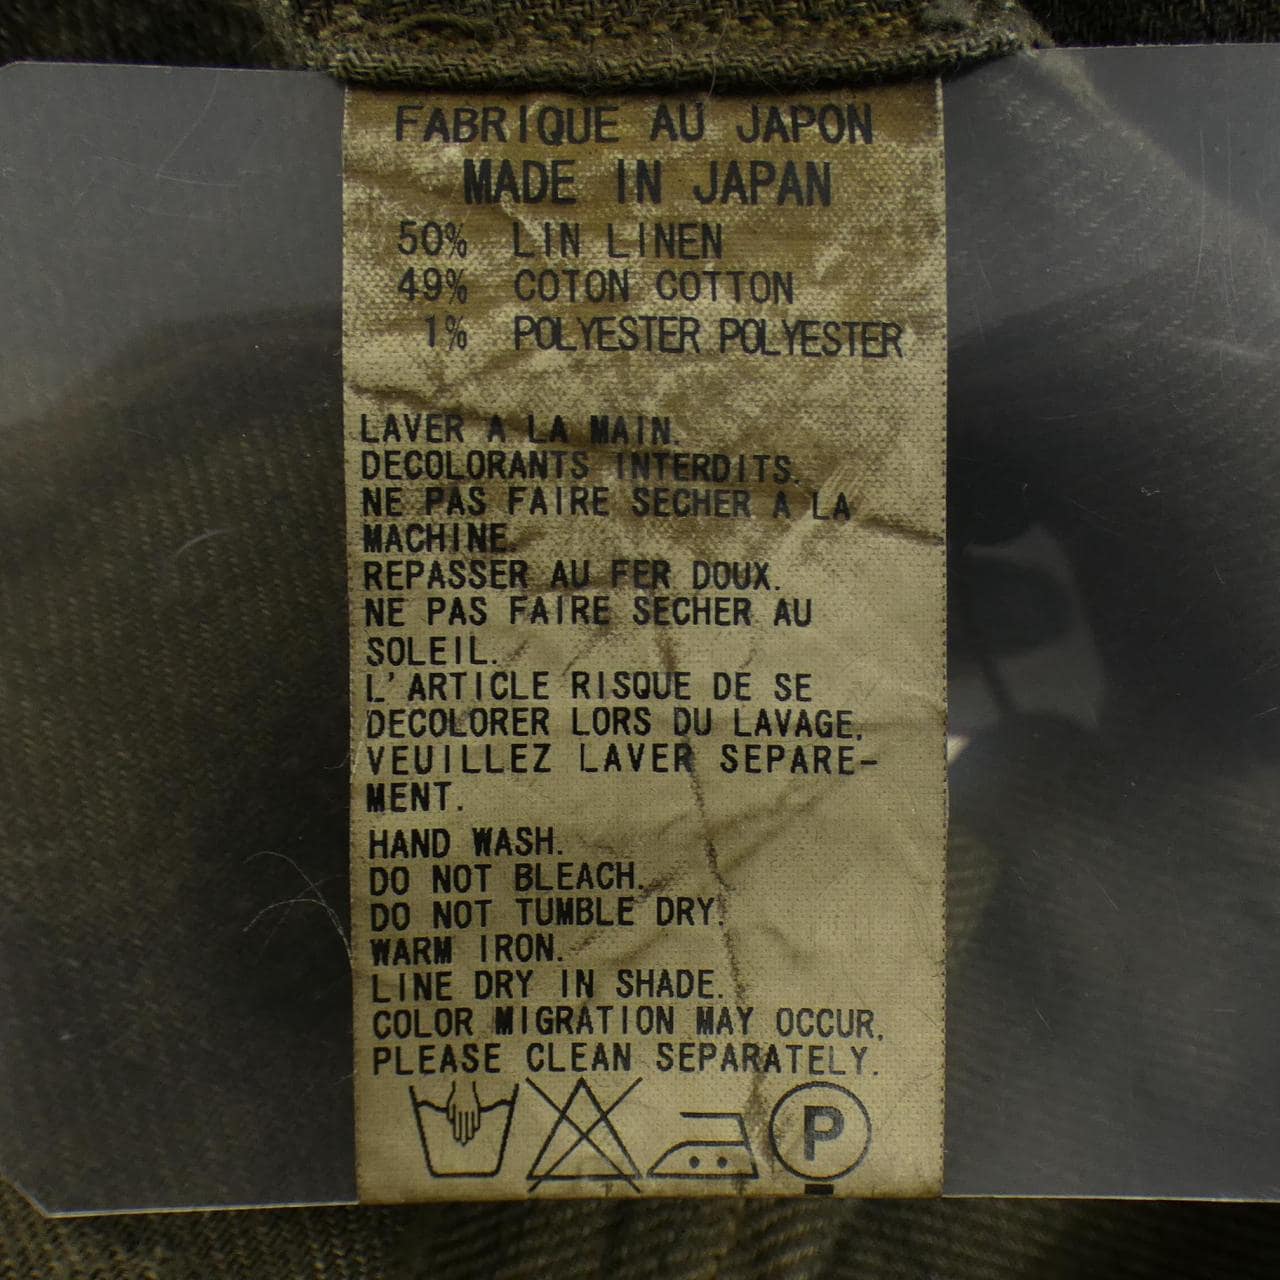 FABRIQUE AU JAPON
MADE IN JAPAN
50% LIN LINEN
49% COTON COTTON
1% POLYESTER POLYESTER
LAVER A LA MAIN.
DECOLORANTS INTERDITS.
NE PAS FAIRE SECHER A LA
MACHINE.
REPASSER AU FER DOUX.
NE PAS FAIRE SECHER AU
SOLEIL.
L'ARTICLE RISQUE DE SE
DECOLORER LORS DU LAVAGE.
VEUILLEZ LAVER SEPARE-
MENT.
HAND WASH.
DO NOT BLEACH.
DO NOT TUMBLE DRY.
WARM IRON.
LINE DRY IN SHADE.
COLOR MIGRATION MAY OCCUR.
PLEASE CLEAN SEPARATELY.
P